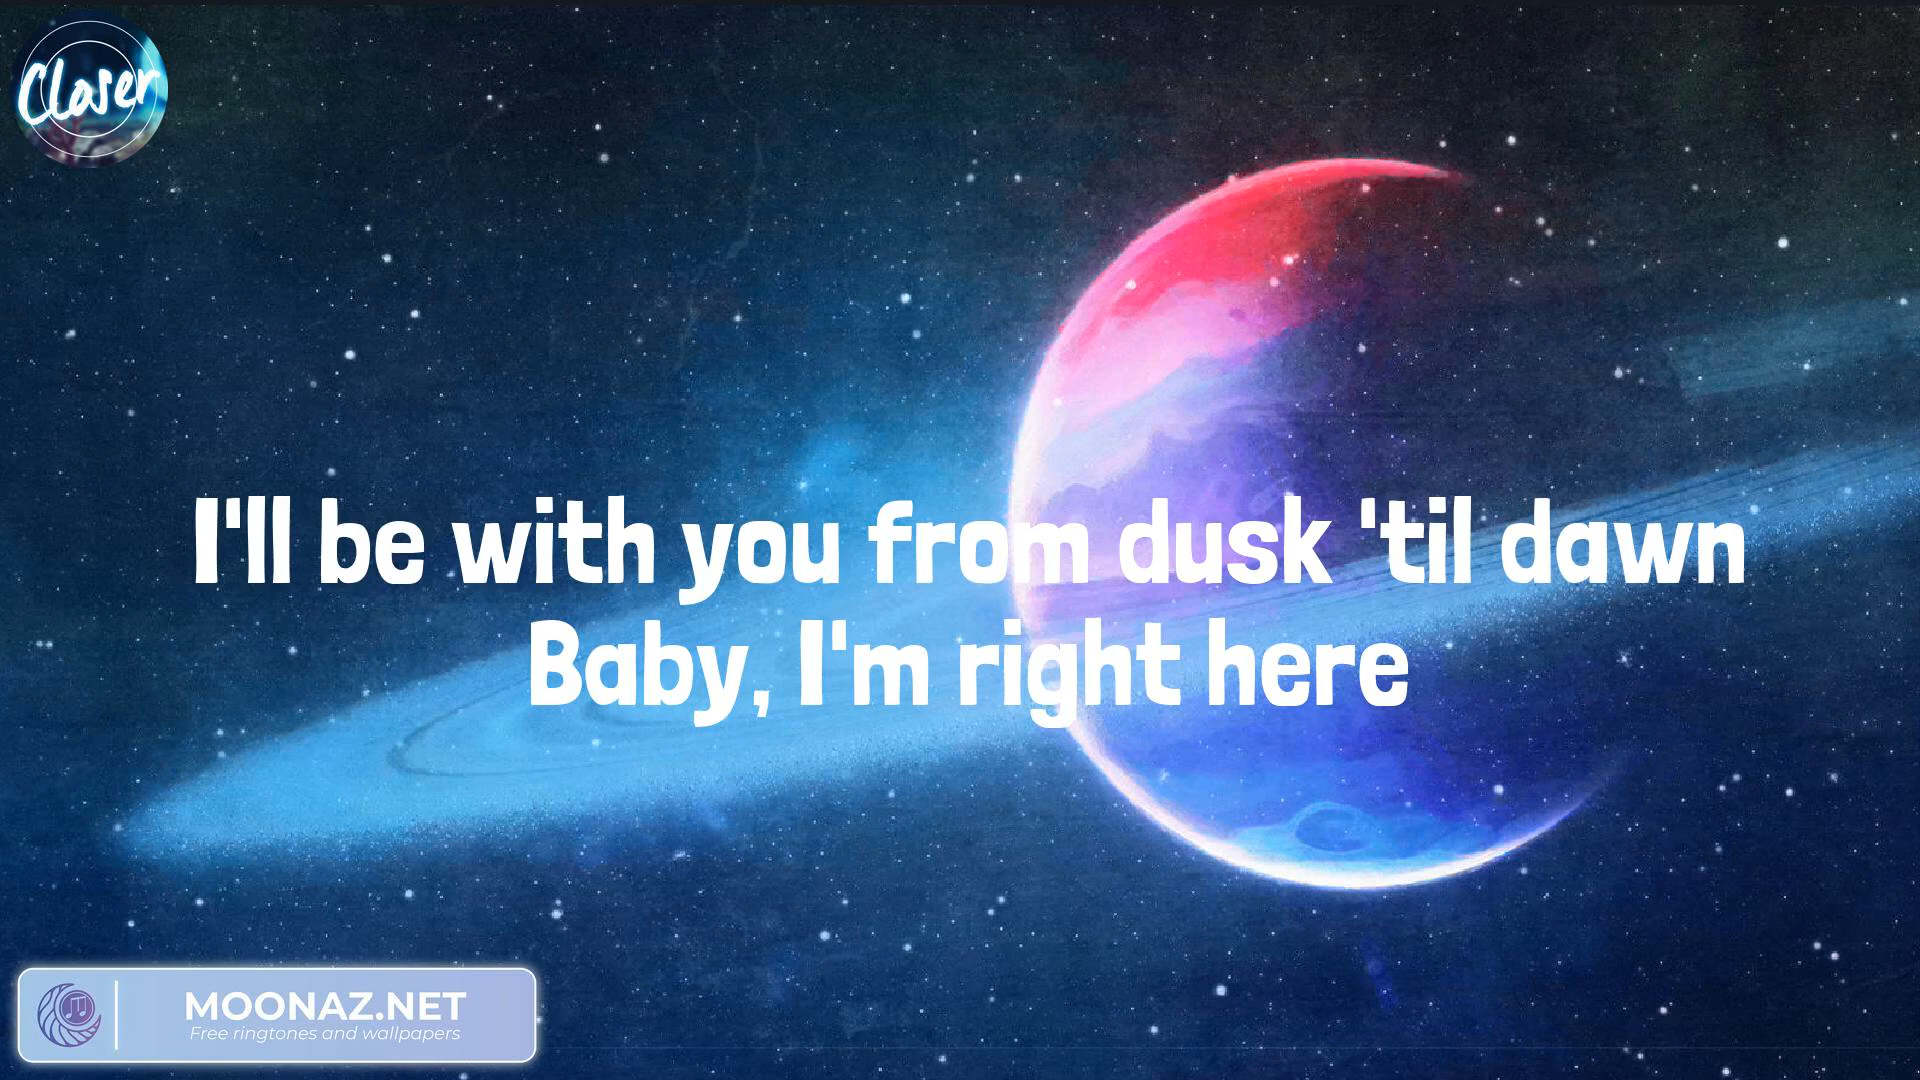 Closer
I'll be with you from dusk 'til dawn
Baby, I'm right here
MOONAZ.NET
Free ringtones and wallpapers